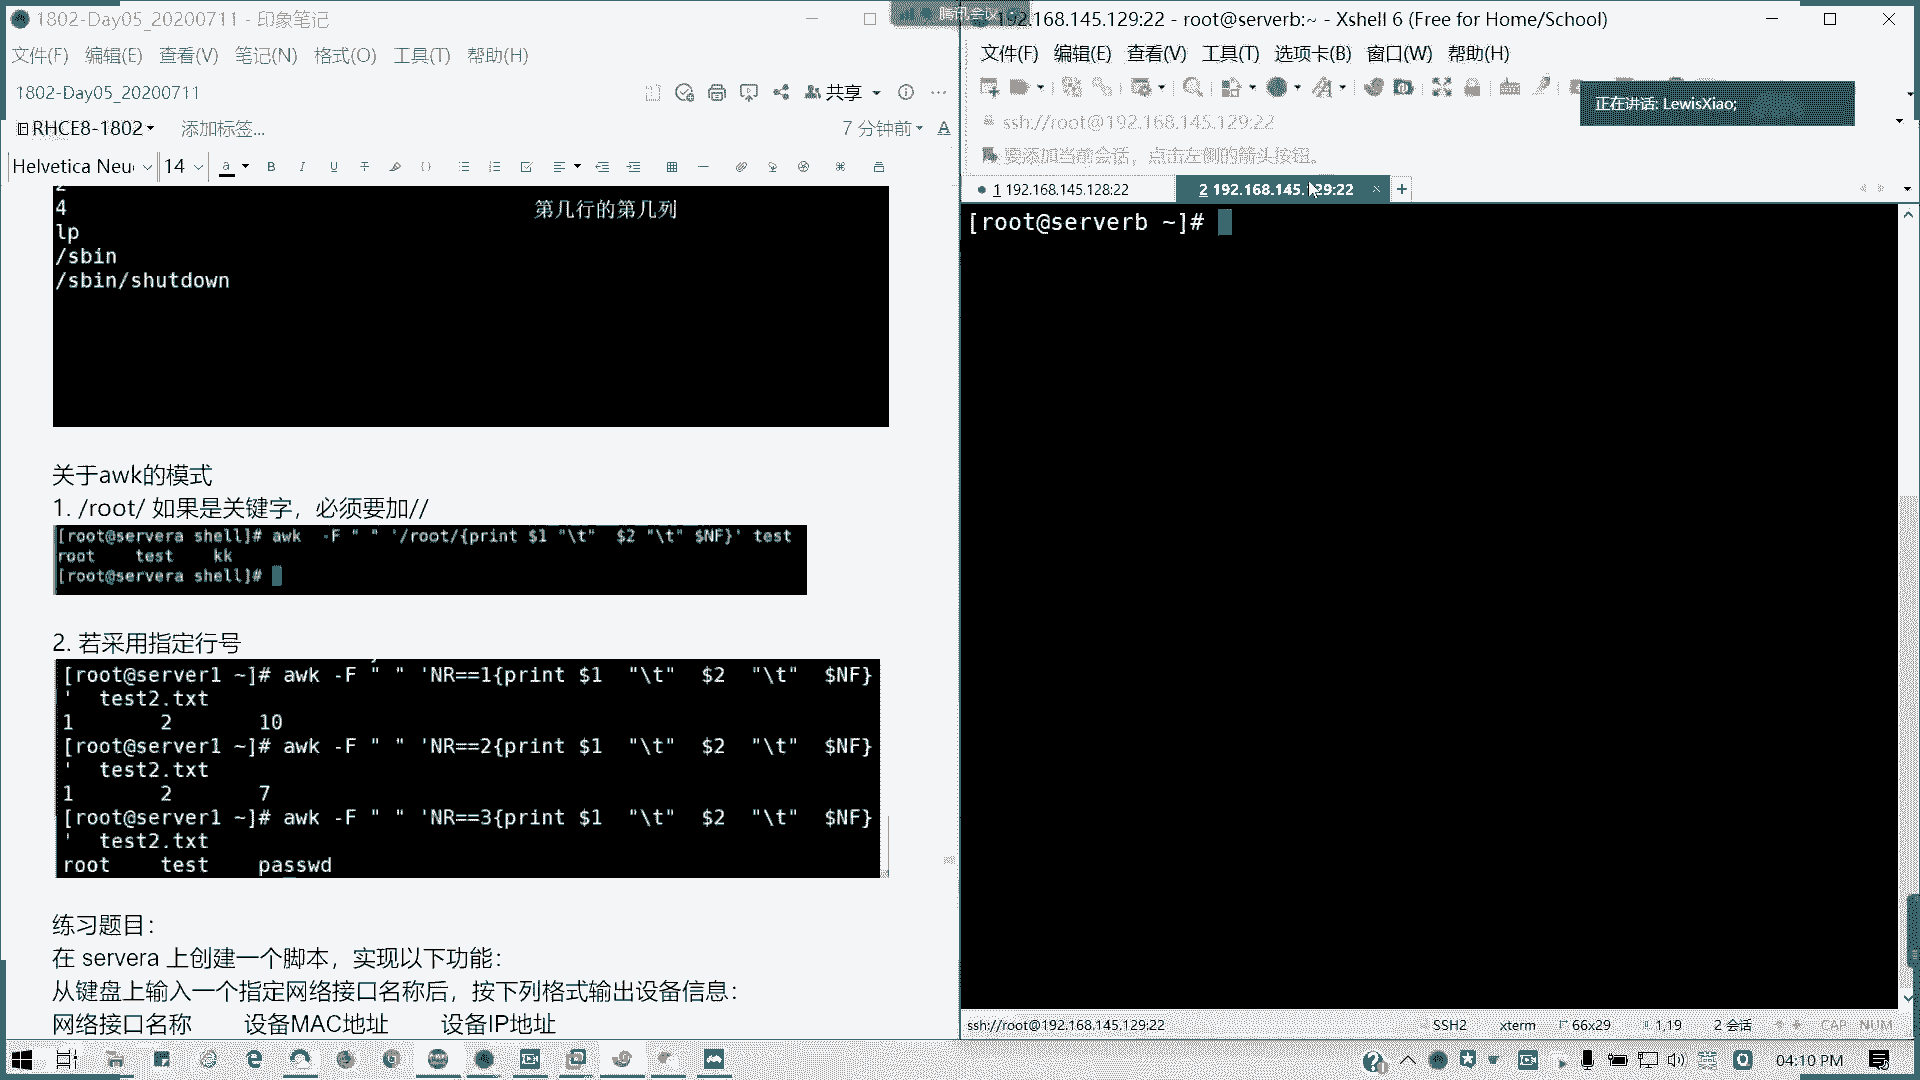 1802-Day05_20200711 - 印象笔记
文件(F) 编辑(E) 查看(V) 笔记(N) 格式(O) 工具(T) 帮助(H)
1802-Day05_20200711
共享
RHCE8-1802 添加标签...
7 分钟前
Helvetica Neu 14
4
第几行的第几列
lp
/sbin
/sbin/shutdown
关于awk的模式
1. /root/ 如果是关键字，必须要加//
[root@servera shell]# awk  -F " " '/root/{print $1 "\t"  $2 "\t" $NF}' test
root    test    kk
[root@servera shell]#
2. 若采用指定行号
[root@server1 ~]# awk -F " " 'NR==1{print $1  "\t"  $2  "\t"  $NF}
'  test2.txt
1       2       10
[root@server1 ~]# awk -F " " 'NR==2{print $1  "\t"  $2  "\t"  $NF}
'  test2.txt
1       2       7
[root@server1 ~]# awk -F " " 'NR==3{print $1  "\t"  $2  "\t"  $NF}
'  test2.txt
root    test    passwd
练习题目：
在 servera 上创建一个脚本，实现以下功能：
从键盘上输入一个指定网络接口名称后，按下列格式输出设备信息：
网络接口名称 设备MAC地址 设备IP地址
腾讯会议
192.168.145.129:22 - root@serverb:~ - Xshell 6 (Free for Home/School)
文件(F) 编辑(E) 查看(V) 工具(T) 选项卡(B) 窗口(W) 帮助(H)
正在讲话: LewisXiao;
ssh://root@192.168.145.129:22
要添加当前会话，点击左侧的箭头按钮。
1 192.168.145.128:22
2 192.168.145.129:22
[root@serverb ~]#
ssh://root@192.168.145.129:22
SSH2 xterm 66x29 1,19 2 会话 CAP NUM
04:10 PM